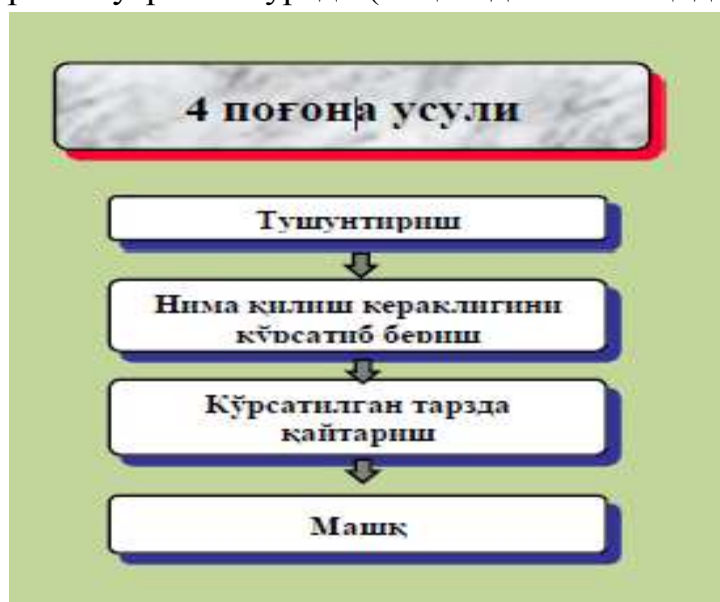 4 поғона усули
Тушунтириш
Нима қилиш кераклигини
кўрсатиб бериш
Кўрсатилган тарзда
қайтариш
Машқ